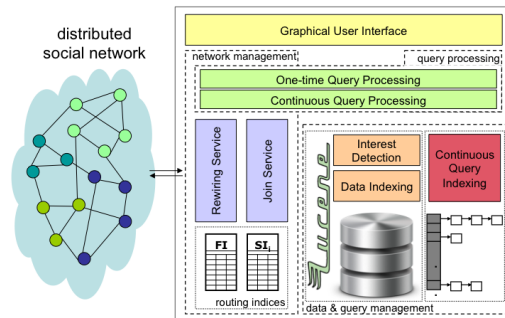 distributed
social network
Graphical User Interface
network management
query processing
One-time Query Processing
Continuous Query Processing
Rewiring Service
Join Service
Lucene
Interest
Detection
Data Indexing
Continuous
Query
Indexing
FI
SIi
routing indices
data & query management